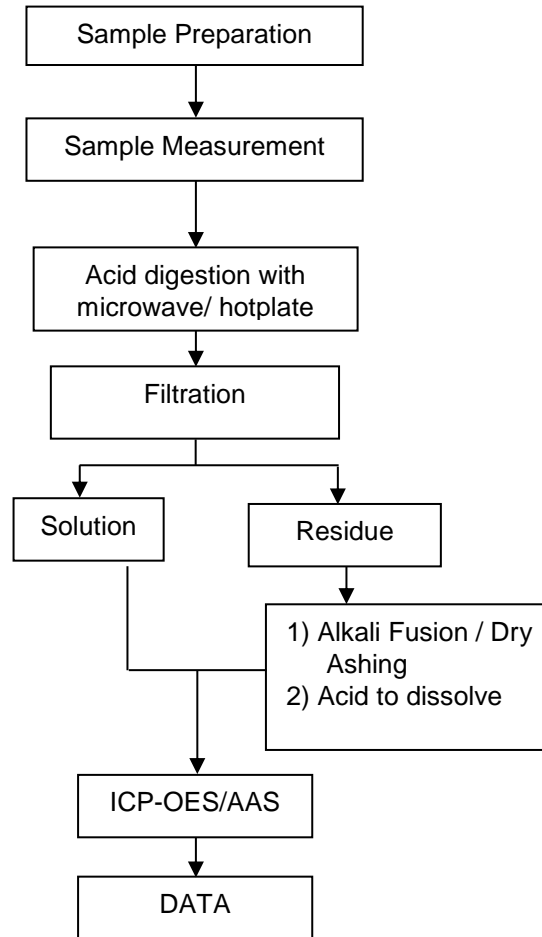 Sample Preparation
Sample Measurement
Acid digestion with
microwave/ hotplate
Filtration
Solution
Residue
1) Alkali Fusion / Dry
Ashing
2) Acid to dissolve
ICP-OES/AAS
DATA